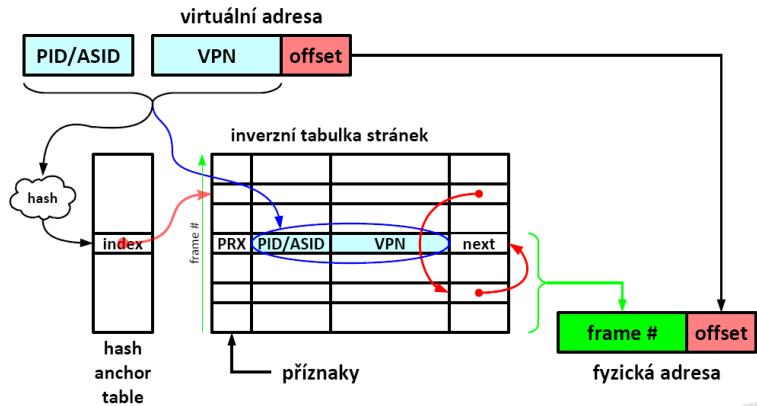 virtuální adresa
PID/ASID VPN offset
inverzní tabulka stránek
hash
frame #
index PRX PID/ASID VPN next
frame # offset
hash
anchor
table
příznaky
fyzická adresa